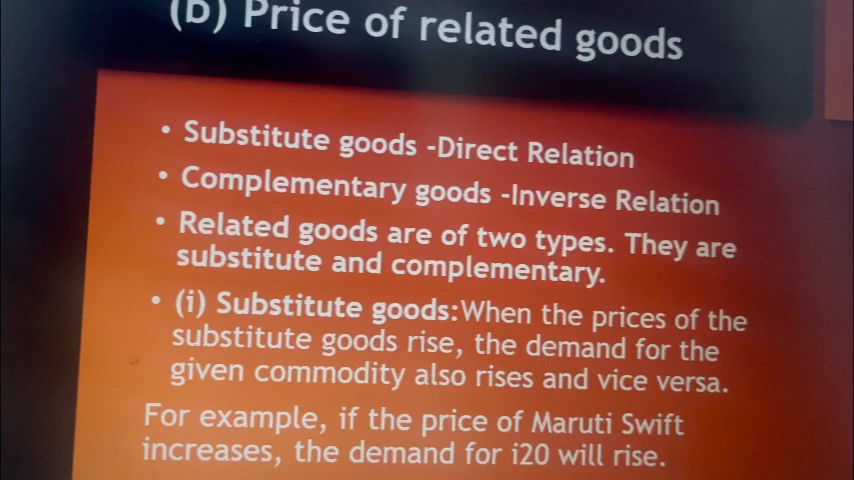 (b) Price of related goods
• Substitute goods -Direct Relation
• Complementary goods -Inverse Relation
• Related goods are of two types. They are
substitute and complementary.
• (i) Substitute goods:When the prices of the
substitute goods rise, the demand for the
given commodity also rises and vice versa.
For example, if the price of Maruti Swift
increases, the demand for i20 will rise.